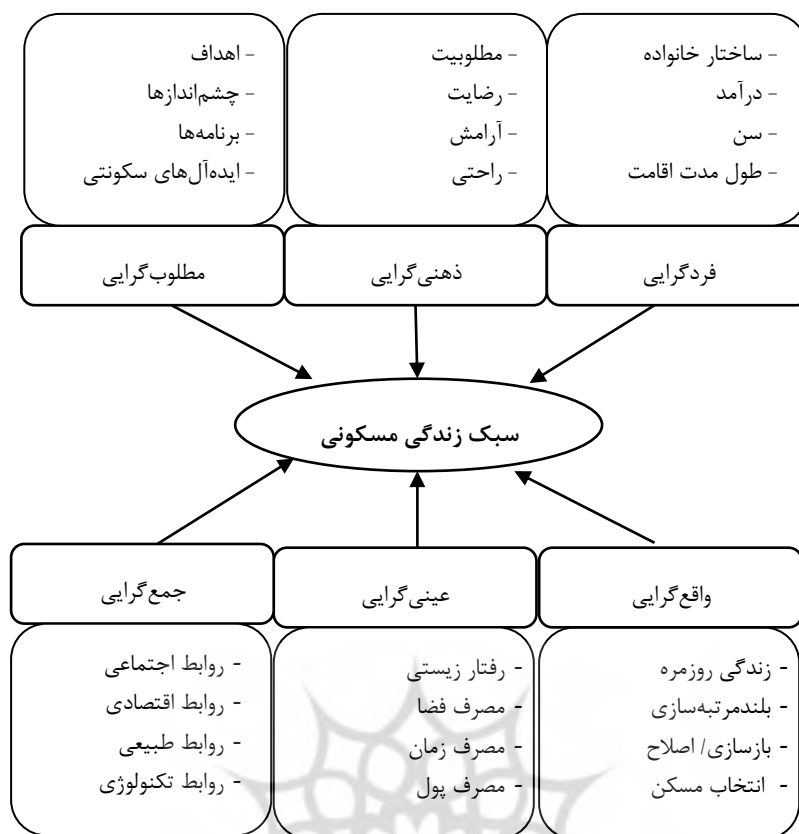 - ساختار خانواده
- درآمد
- سن
- طول مدت اقامت
فردگرایی
- مطلوبیت
- رضایت
- آرامش
- راحتی
ذهنی‌گرایی
- اهداف
- چشم‌اندازها
- برنامه‌ها
- ایده‌آل‌های سکونتی
مطلوب‌گرایی
سبک زندگی مسکونی
واقع‌گرایی
- زندگی روزمره
- بلندمرتبه‌سازی
- بازسازی/ اصلاح
- انتخاب مسکن
عینی‌گرایی
- رفتار زیستی
- مصرف فضا
- مصرف زمان
- مصرف پول
جمع‌گرایی
- روابط اجتماعی
- روابط اقتصادی
- روابط طبیعی
- روابط تکنولوژی